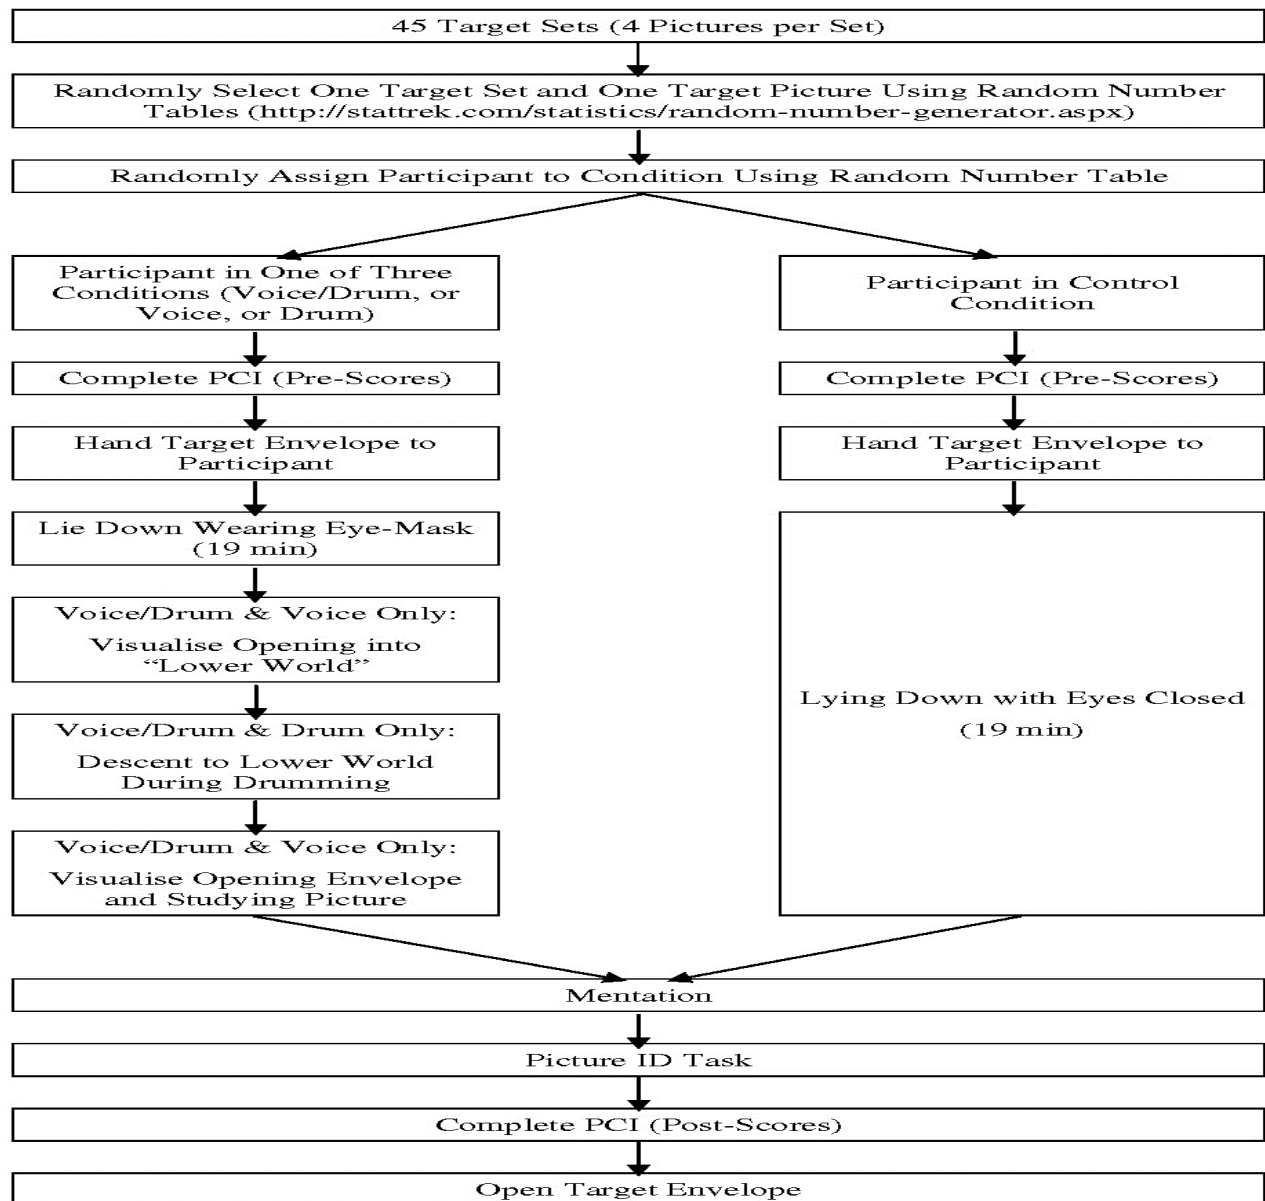 45 Target Sets (4 Pictures per Set)
Randomly Select One Target Set and One Target Picture Using Random Number
Tables (http://stattrek.com/statistics/random-number-generator.aspx)
Randomly Assign Participant to Condition Using Random Number Table
Participant in One of Three
Conditions (Voice/Drum, or
Voice, or Drum)
Complete PCI (Pre-Scores)
Hand Target Envelope to
Participant
Lie Down Wearing Eye-Mask
(19 min)
Voice/Drum & Voice Only:
Visualise Opening into
“Lower World”
Voice/Drum & Drum Only:
Descent to Lower World
During Drumming
Voice/Drum & Voice Only:
Visualise Opening Envelope
and Studying Picture
Participant in Control
Condition
Complete PCI (Pre-Scores)
Hand Target Envelope to
Participant
Lying Down with Eyes Closed
(19 min)
Mentation
Picture ID Task
Complete PCI (Post-Scores)
Open Target Envelope